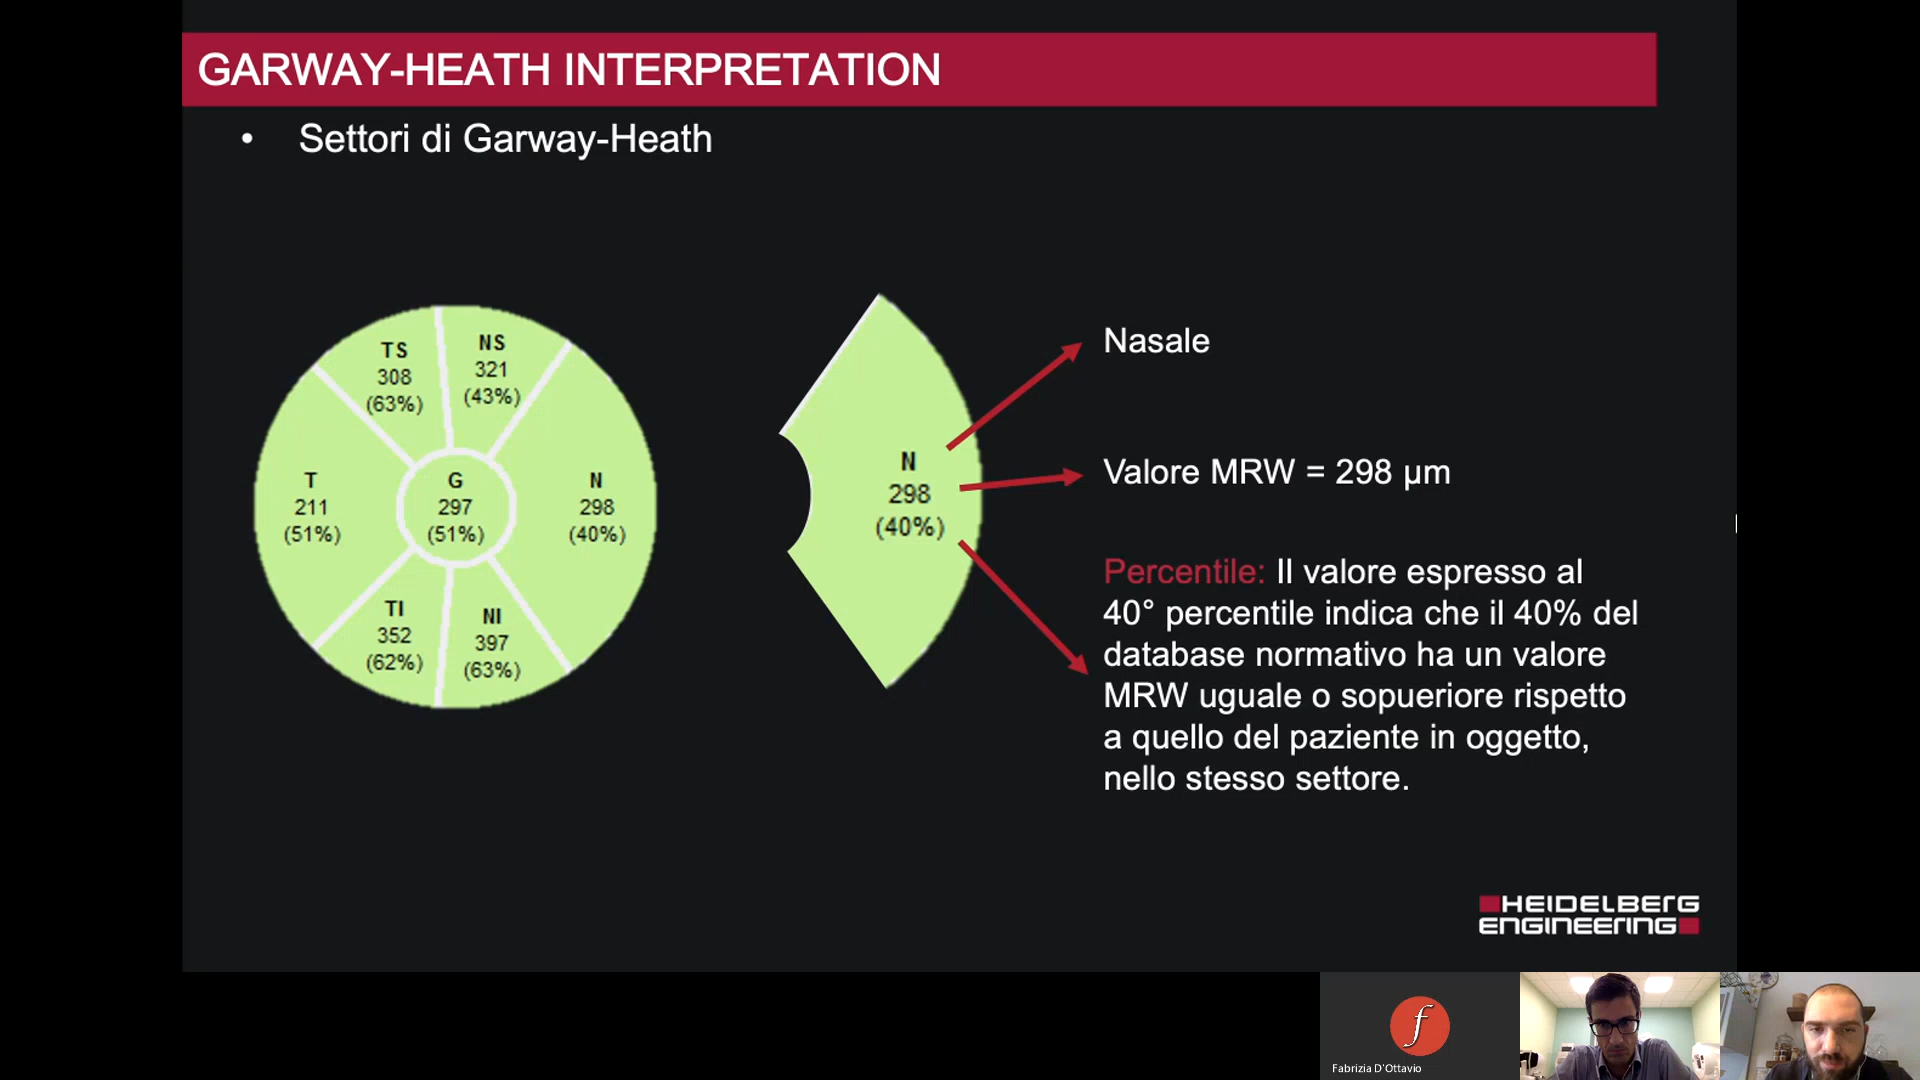 GARWAY-HEATH INTERPRETATION
• Settori di Garway-Heath
TS
308
(63%)
NS
321
(43%)
T
211
(51%)
G
297
(51%)
N
298
(40%)
TI
352
(62%)
NI
397
(63%)
N
298
(40%)
Nasale
Valore MRW = 298 µm
Percentile: Il valore espresso al
40° percentile indica che il 40% del
database normativo ha un valore
MRW uguale o sopueriore rispetto
a quello del paziente in oggetto,
nello stesso settore.
HEIDELBERG
ENGINEERING
f
Fabrizia D'Ottavio